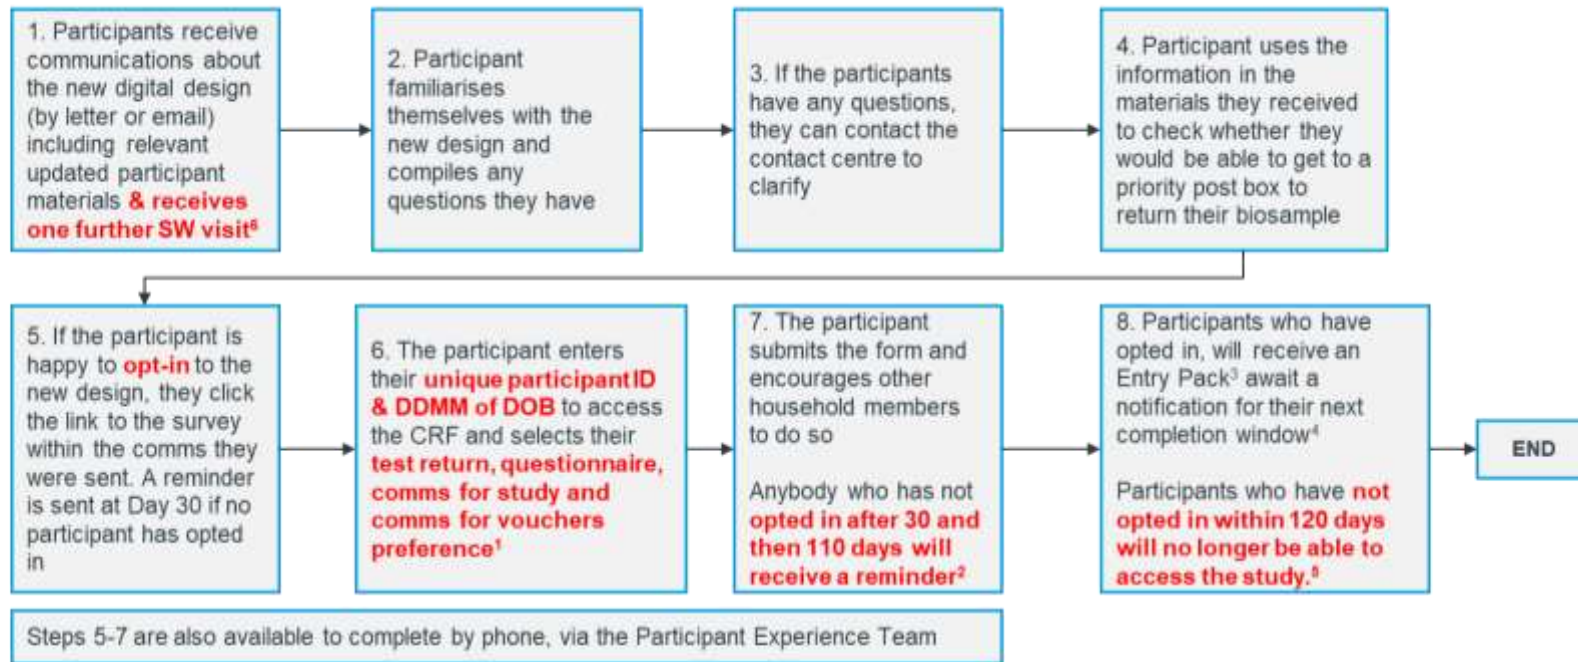 1. Participants receive
communications about
the new digital design
(by letter or email)
including relevant
updated participant
materials & receives
one further SW visit⁶
2. Participant
familiarises
themselves with the
new design and
compiles any
questions they have
3. If the participants
have any questions,
they can contact the
contact centre to
clarify
4. Participant uses the
information in the
materials they received
to check whether they
would be able to get to a
priority post box to
return their biosample
5. If the participant is
happy to opt-in to the
new design, they click
the link to the survey
within the comms they
were sent. A reminder
is sent at Day 30 if no
participant has opted
in
6. The participant enters
their unique participant ID
& DDMM of DOB to access
the CRF and selects their
test return, questionnaire,
comms for study and
comms for vouchers
preference¹
7. The participant
submits the form and
encourages other
household members
to do so
Anybody who has not
opted in after 30 and
then 110 days will
receive a reminder²
8. Participants who have
opted in, will receive an
Entry Pack³ await a
notification for their next
completion window⁴
Participants who have not
opted in within 120 days
will no longer be able to
access the study.⁵
END
Steps 5-7 are also available to complete by phone, via the Participant Experience Team